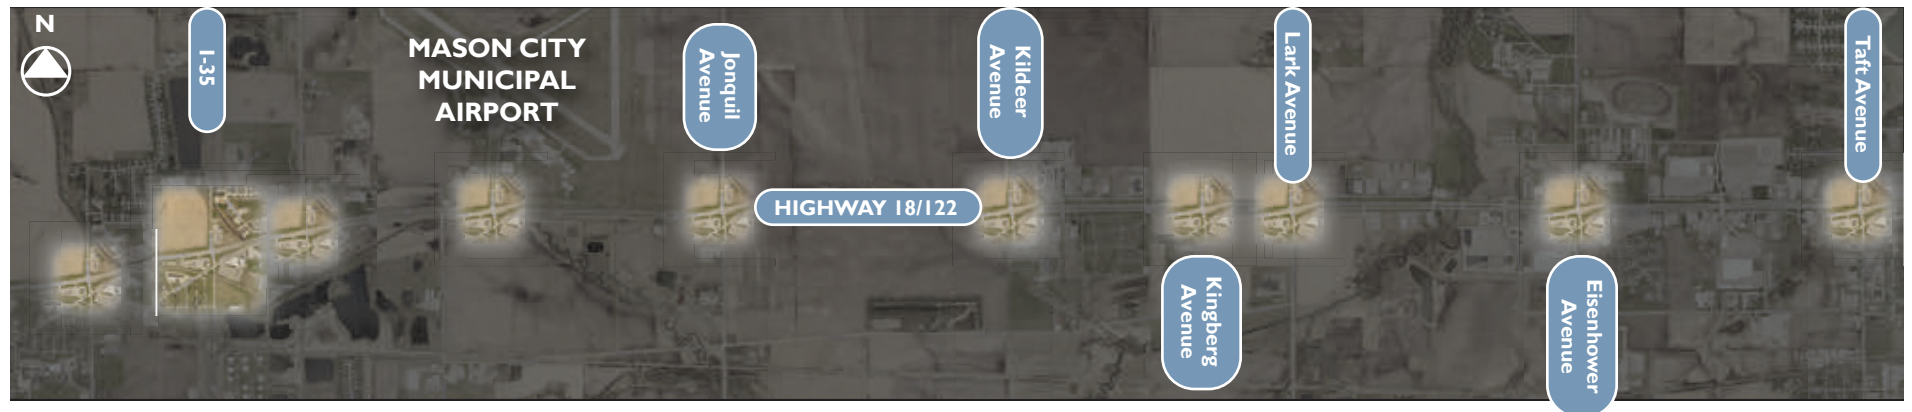 N
I-35
MASON CITY
MUNICIPAL
AIRPORT
Jonquil
Avenue
HIGHWAY 18/122
Kildeer
Avenue
Kingberg
Avenue
Lark Avenue
Eisenhower
Avenue
Taft Avenue